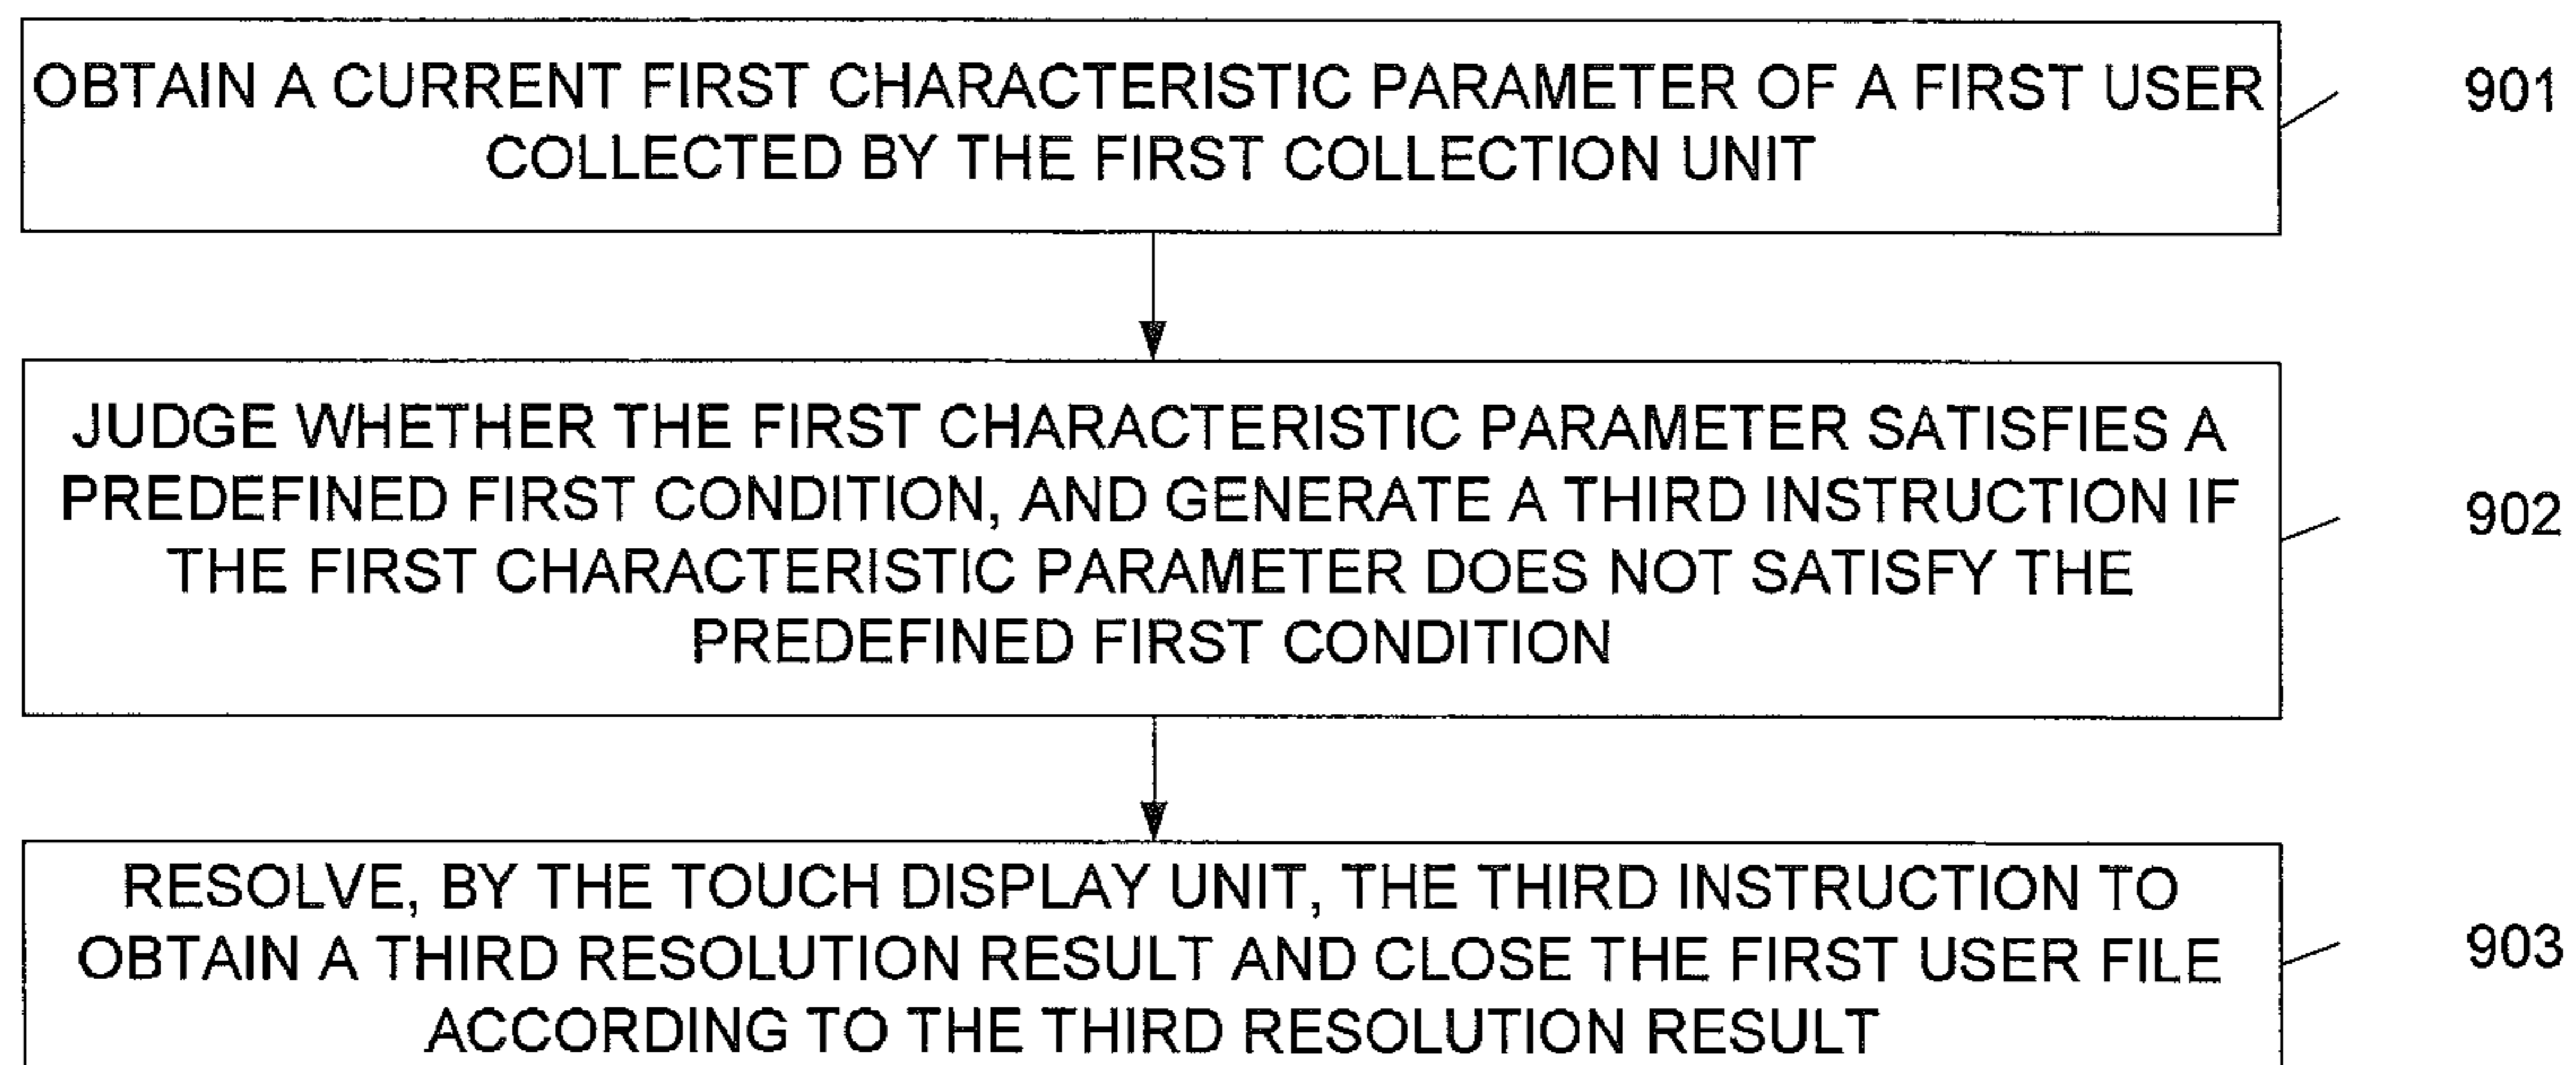 OBTAIN A CURRENT FIRST CHARACTERISTIC PARAMETER OF A FIRST USER
COLLECTED BY THE FIRST COLLECTION UNIT
901
JUDGE WHETHER THE FIRST CHARACTERISTIC PARAMETER SATISFIES A
PREDEFINED FIRST CONDITION, AND GENERATE A THIRD INSTRUCTION IF
THE FIRST CHARACTERISTIC PARAMETER DOES NOT SATISFY THE
PREDEFINED FIRST CONDITION
902
RESOLVE, BY THE TOUCH DISPLAY UNIT, THE THIRD INSTRUCTION TO
OBTAIN A THIRD RESOLUTION RESULT AND CLOSE THE FIRST USER FILE
ACCORDING TO THE THIRD RESOLUTION RESULT
903